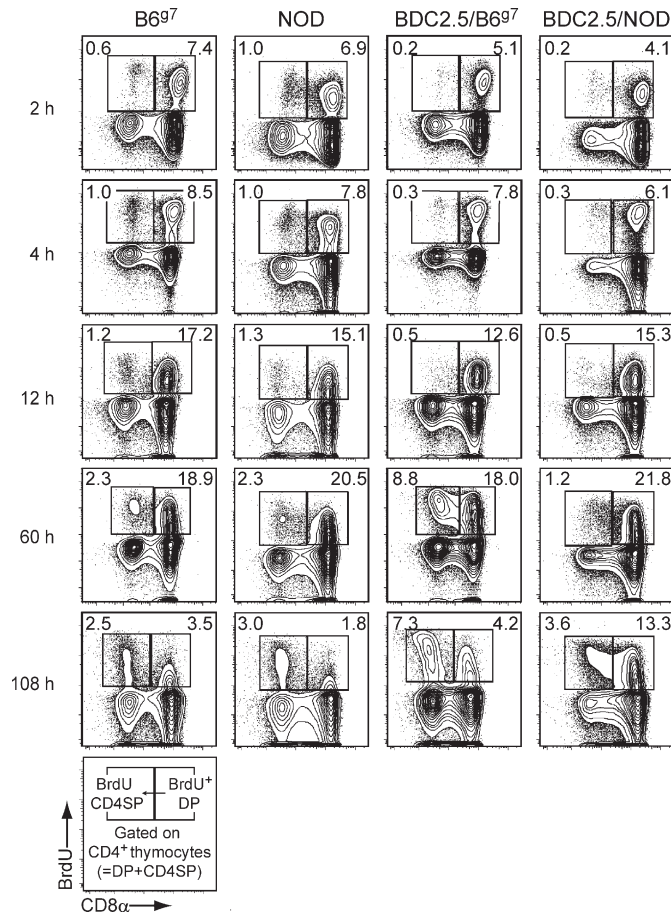 B6g7 NOD BDC2.5/B6g7 BDC2.5/NOD
2 h 0.6 7.4 1.0 6.9 0.2 5.1 0.2 4.1
4 h 1.0 8.5 1.0 7.8 0.3 7.8 0.3 6.1
12 h 1.2 17.2 1.3 15.1 0.5 12.6 0.5 15.3
60 h 2.3 18.9 2.3 20.5 8.8 18.0 1.2 21.8
108 h 2.5 3.5 3.0 1.8 7.3 4.2 3.6 13.3
BrdU BrdU+
CD4SP DP
Gated on
CD4+ thymocytes
(=DP+CD4SP)
BrdU
CD8α